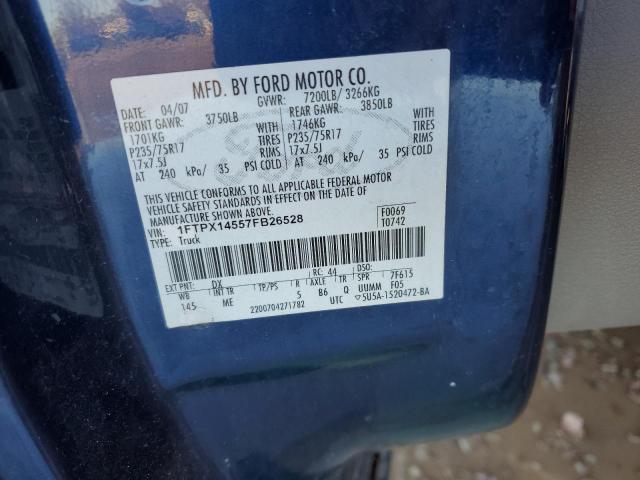 MFD. BY FORD MOTOR CO.
DATE: 04/07 GVWR: 7200LB/ 3266KG
FRONT GAWR: 3750LB REAR GAWR: 3850LB
1701KG WITH 1746KG WITH
P235/75R17 TIRES P235/75R17 TIRES
17x7.5J RIMS 17x7.5J RIMS
AT 240 kPa/ 35 PSI COLD AT 240 kPa/ 35 PSI COLD
THIS VEHICLE CONFORMS TO ALL APPLICABLE FEDERAL MOTOR
VEHICLE SAFETY STANDARDS IN EFFECT ON THE DATE OF
MANUFACTURE SHOWN ABOVE.
VIN: 1FTPX14557FB26528 F0069
TYPE: Truck T0742
Ford
EXT PNT: DX RC: 44 DSO:
WB INT TR TP/PS R AXLE TR SPR 7F615
145 ME 5 B6 Q UUMM F05
2200704271782 UTC 5U5A-1520472-BA